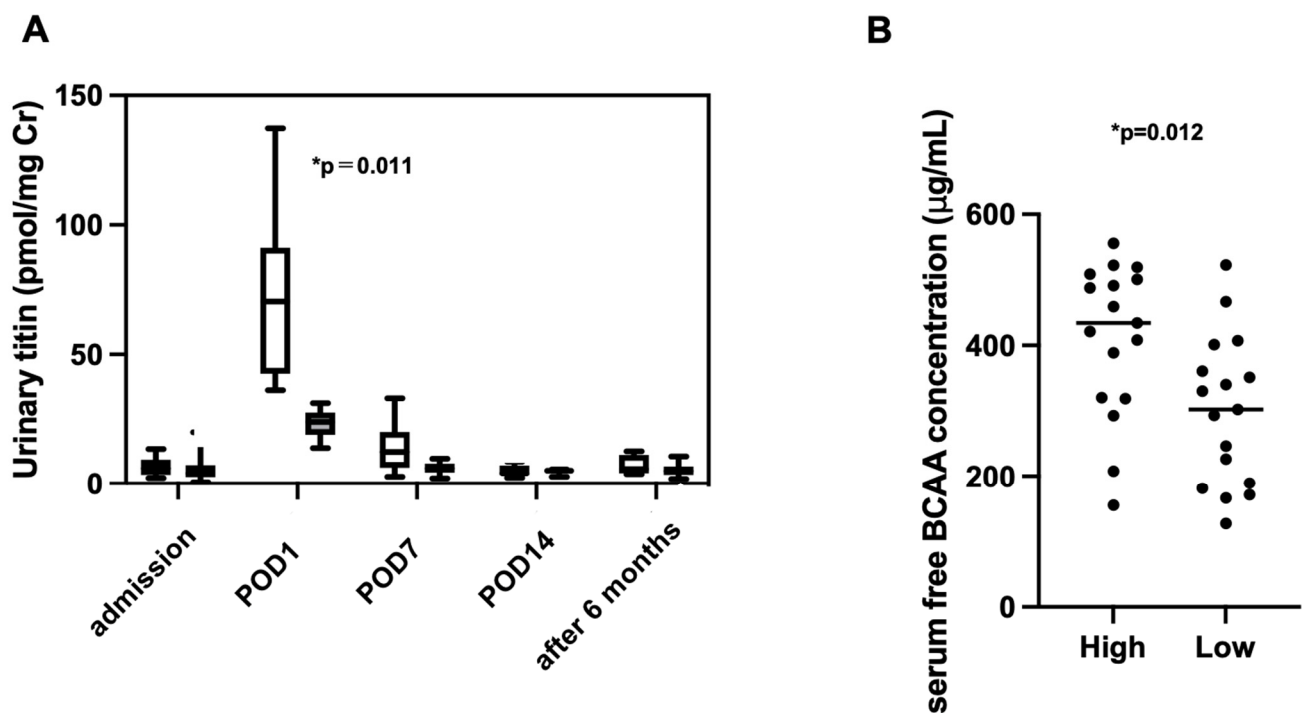 A
Urinary titin (pmol/mg Cr)
150
100
50
0
*p＝0.011
admission
POD1
POD7
POD14
after 6 months
B
serum free BCAA concentration (μg/mL)
*p=0.012
600
400
200
0
High
Low